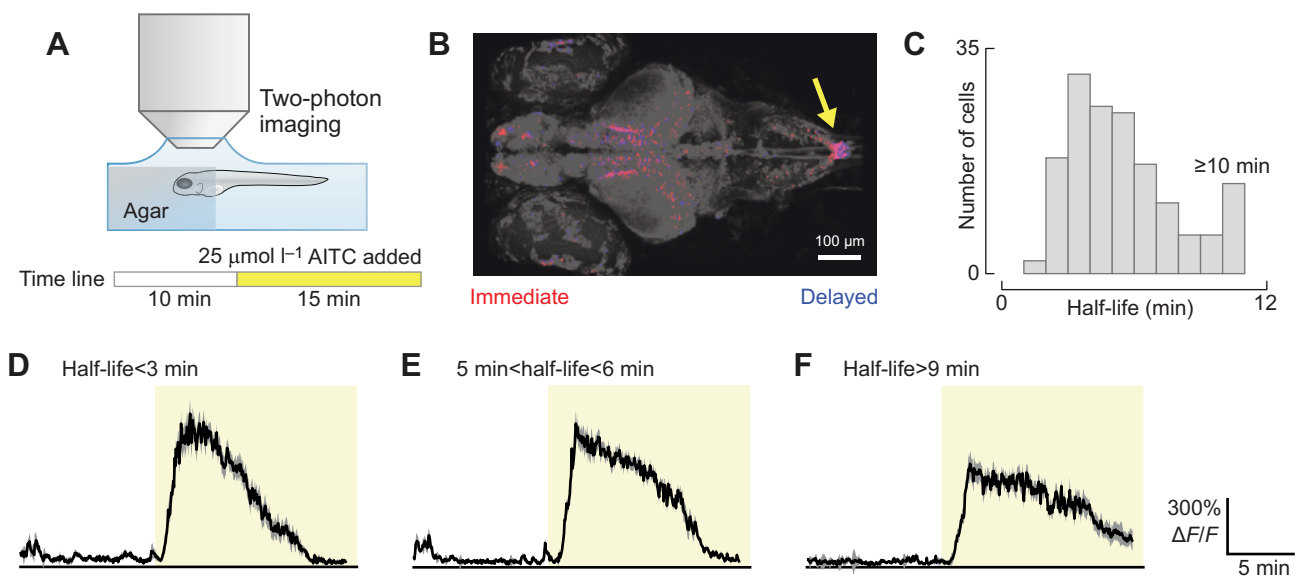 A
Two-photon
imaging
Agar
25 μmol l⁻¹ AITC added
Time line
10 min
15 min
B
100 μm
Immediate
Delayed
C
35
Number of cells
≥10 min
0
0
Half-life (min)
12
D
Half-life<3 min
E
5 min<half-life<6 min
F
Half-life>9 min
300%
ΔF/F
5 min